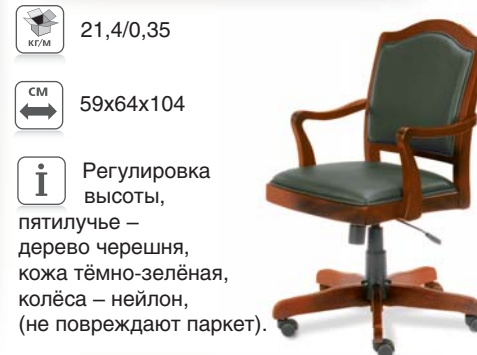 кг/м
21,4/0,35
СМ
59х64х104
i
Регулировка
высоты,
пятилучье –
дерево черешня,
кожа тёмно-зелёная,
колёса – нейлон,
(не повреждают паркет).